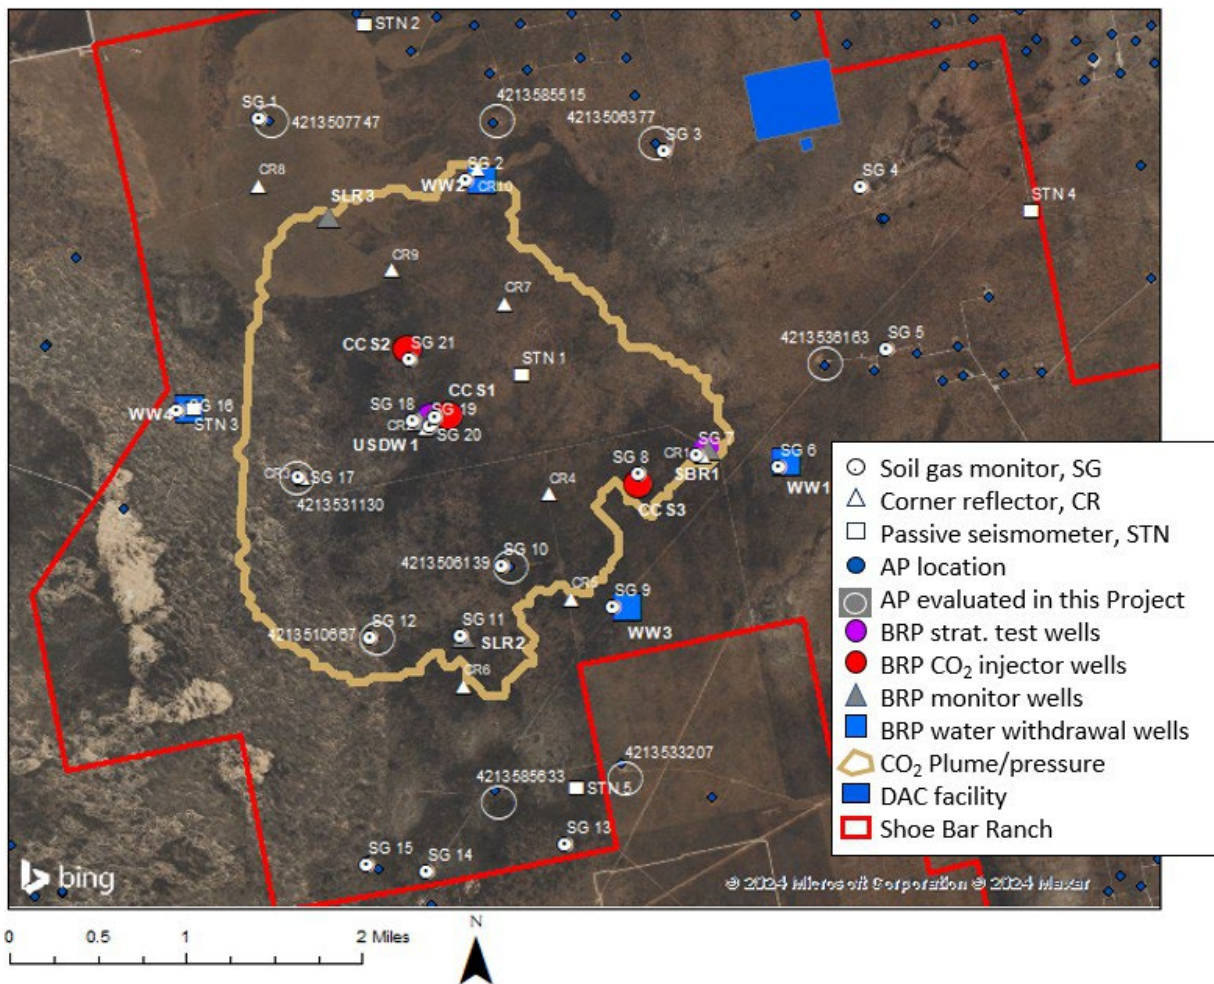 STN 2
SG 1
4213507747
4213585515
4213506377
SG 3
SG 4
STN 4
CR8
SG 2
WW2
CR10
SLR 3
CR9
CR7
CC S2
SG 21
STN 1
4213536163
SG 5
CC S1
SG 16
WW4
STN 3
SG 18
SG 19
CR2
USDW 1
SG 20
SG 7
CR1
SBR1
SG 6
WW1
SG 8
CC S3
CR3
SG 17
4213531130
CR4
SG 10
4213506139
CR5
SG 9
WW3
SG 12
4213510667
SG 11
SLR2
CR6
4213533207
4213585633
STN 5
SG 13
SG 15
SG 14
Soil gas monitor, SG
Corner reflector, CR
Passive seismometer, STN
AP location
AP evaluated in this Project
BRP strat. test wells
BRP CO₂ injector wells
BRP monitor wells
BRP water withdrawal wells
CO₂ Plume/pressure
DAC facility
Shoe Bar Ranch
bing
© 2024 Microsoft Corporation © 2024 Maxar
0 0.5 1 2 Miles
N